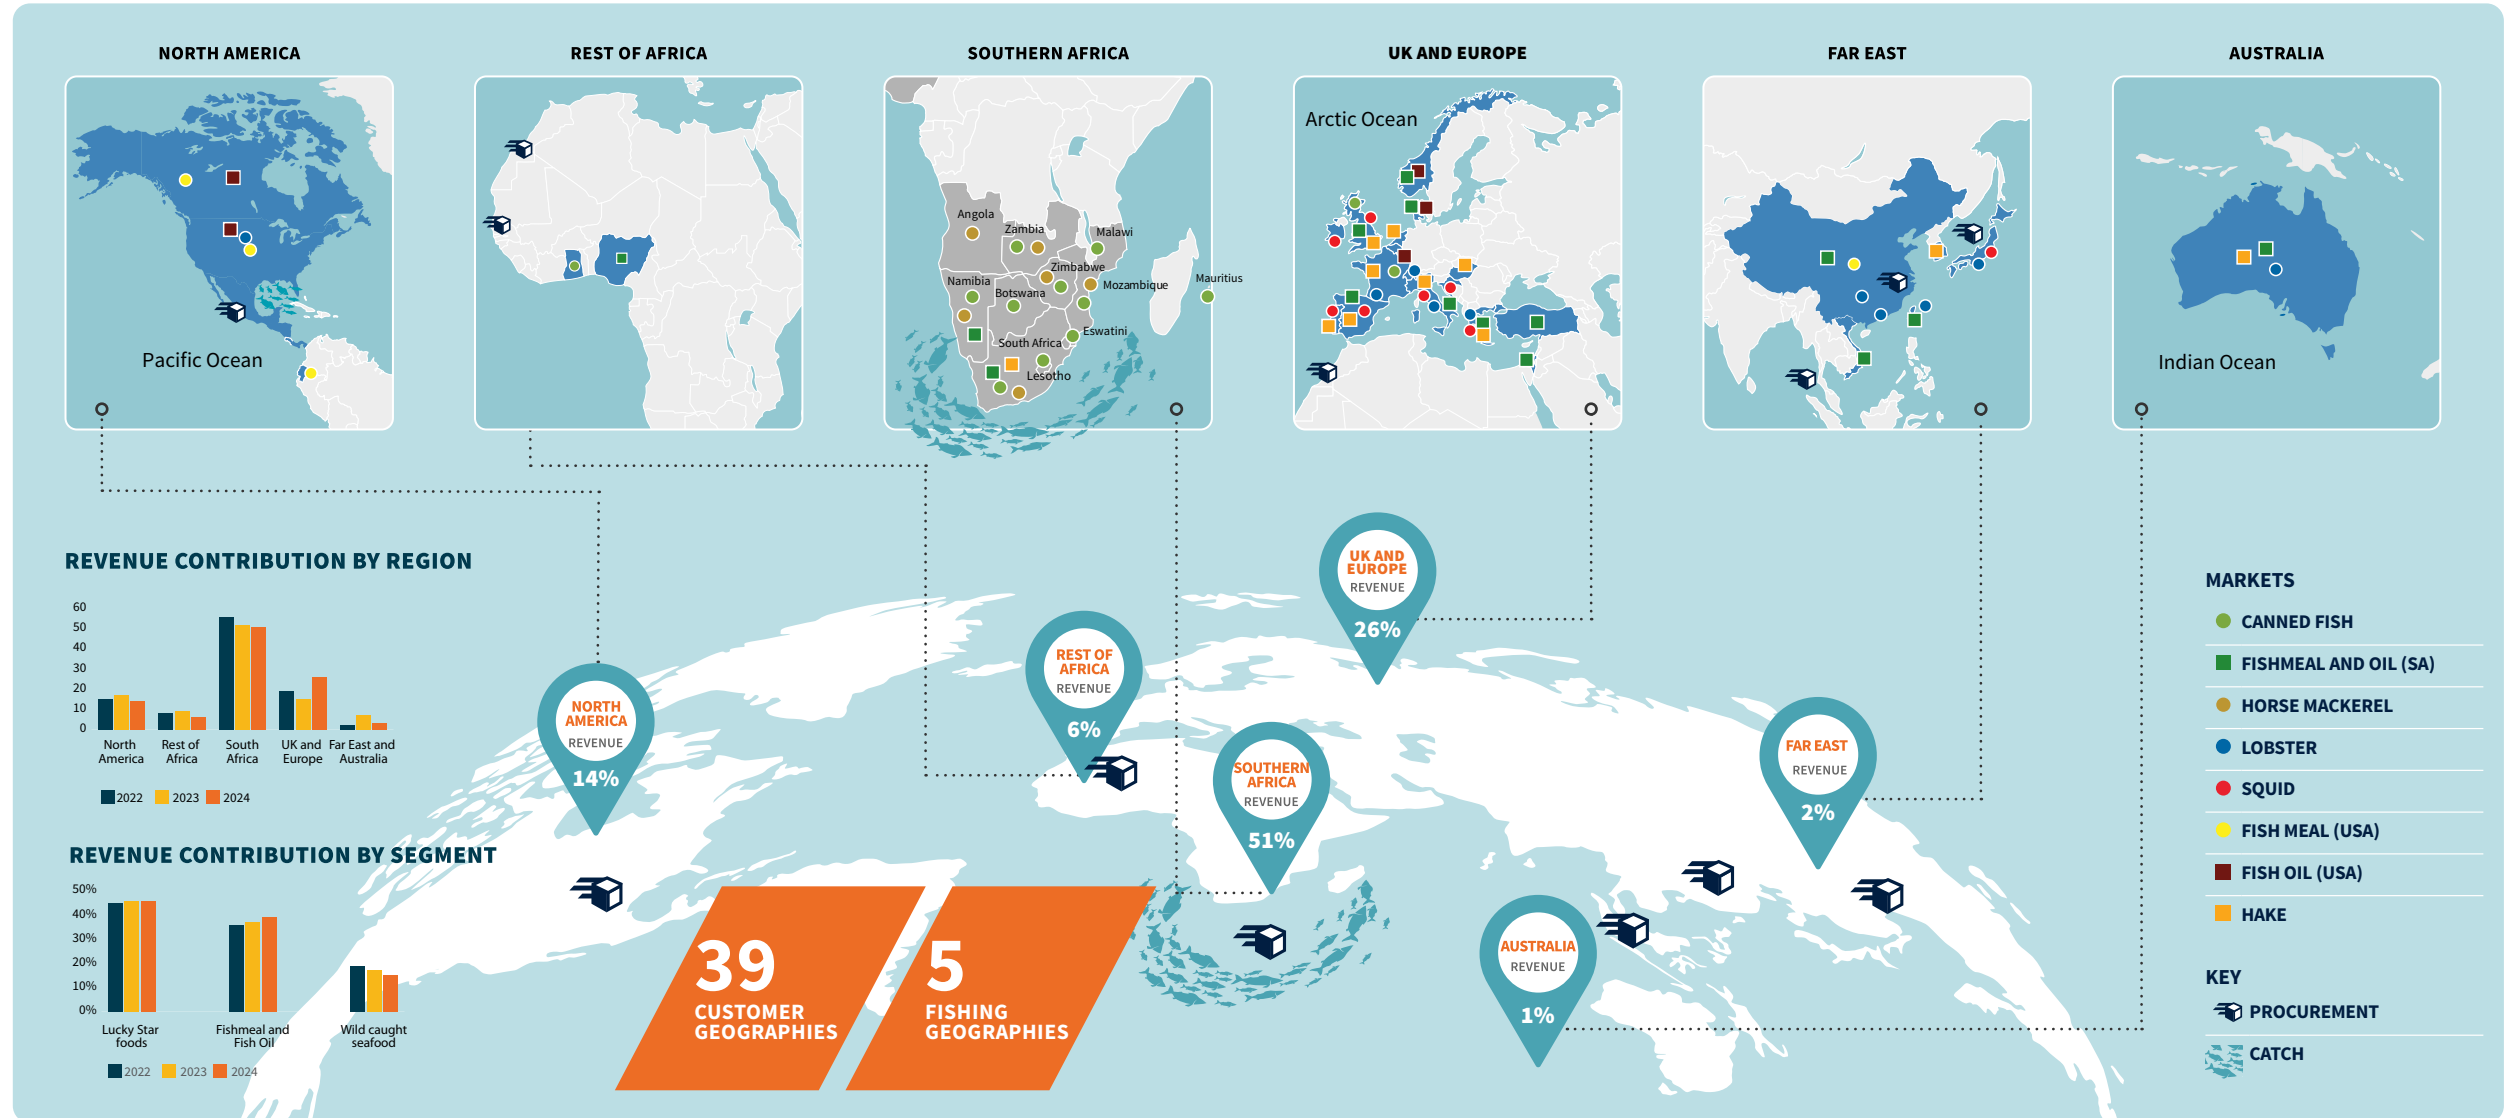 NORTH AMERICA
REST OF AFRICA
SOUTHERN AFRICA
UK AND EUROPE
FAR EAST
AUSTRALIA
Pacific Ocean
Angola
Zambia
Malawi
Zimbabwe
Namibia
Botswana
Mozambique
Mauritius
Eswatini
South Africa
Lesotho
Arctic Ocean
Indian Ocean
REVENUE CONTRIBUTION BY REGION
60
50
40
30
20
10
0
North
America
Rest of
Africa
South
Africa
UK and
Europe
Far East and
Australia
2022
2023
2024
REVENUE CONTRIBUTION BY SEGMENT
50%
40%
30%
20%
10%
0%
Lucky Star
foods
Fishmeal and
Fish Oil
Wild caught
seafood
2022
2023
2024
NORTH
AMERICA
REVENUE
14%
REST OF
AFRICA
REVENUE
6%
SOUTHERN
AFRICA
REVENUE
51%
UK AND
EUROPE
REVENUE
26%
FAR EAST
REVENUE
2%
AUSTRALIA
REVENUE
1%
39
CUSTOMER
GEOGRAPHIES
5
FISHING
GEOGRAPHIES
MARKETS
CANNED FISH
FISHMEAL AND OIL (SA)
HORSE MACKEREL
LOBSTER
SQUID
FISH MEAL (USA)
FISH OIL (USA)
HAKE
KEY
PROCUREMENT
CATCH